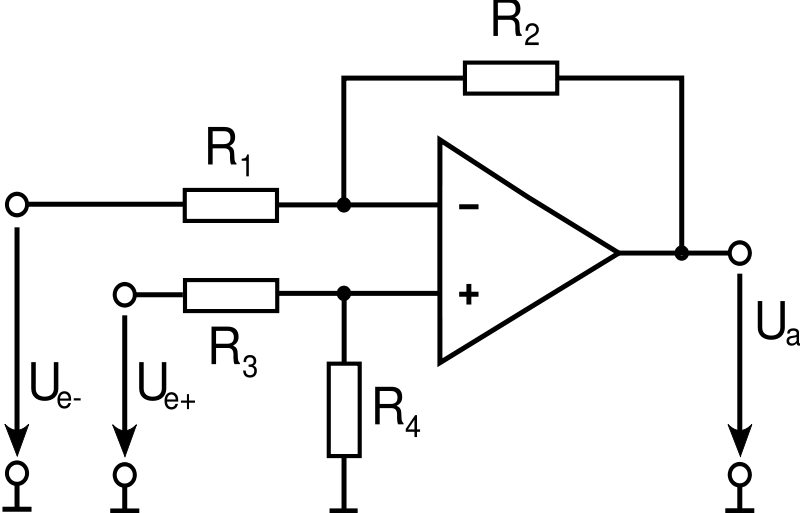 R2
R1
R3
Ue-
Ue+
R4
Ua
-
+